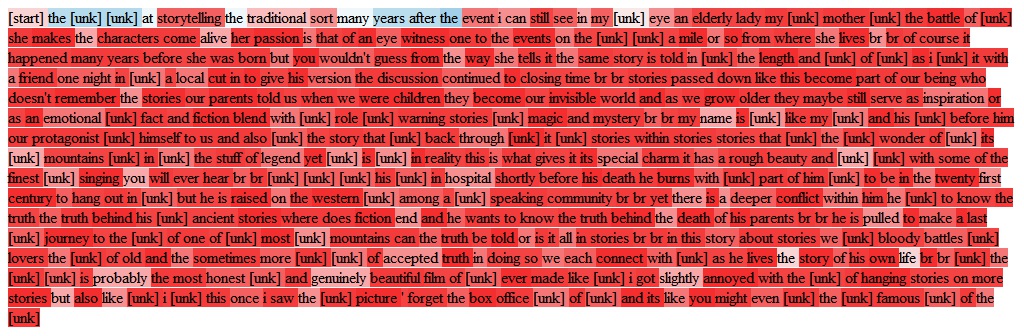 [start] the [unk] [unk] at storytelling the traditional sort many years after the event i can still see in my [unk] eye an elderly lady my [unk] mother [unk] the battle of [unk]
she makes the characters come alive her passion is that of an eye witness one to the events on the [unk] [unk] a mile or so from where she lives br br of course it
happened many years before she was born but you wouldn't guess from the way she tells it the same story is told in [unk] the length and [unk] of [unk] as i [unk] it with
a friend one night in [unk] a local cut in to give his version the discussion continued to closing time br br stories passed down like this become part of our being who
doesn't remember the stories our parents told us when we were children they become our invisible world and as we grow older they maybe still serve as inspiration or
as an emotional [unk] fact and fiction blend with [unk] role [unk] warning stories [unk] magic and mystery br br my name is [unk] like my [unk] and his [unk] before him
our protagonist [unk] himself to us and also [unk] the story that [unk] back through [unk] it [unk] stories within stories stories that [unk] the [unk] wonder of [unk] its
[unk] mountains [unk] in [unk] the stuff of legend yet [unk] is [unk] in reality this is what gives it its special charm it has a rough beauty and [unk] [unk] with some of the
finest [unk] singing you will ever hear br br [unk] [unk] [unk] his [unk] in hospital shortly before his death he burns with [unk] part of him [unk] to be in the twenty first
century to hang out in [unk] but he is raised on the western [unk] among a [unk] speaking community br br yet there is a deeper conflict within him he [unk] to know the
truth the truth behind his [unk] ancient stories where does fiction end and he wants to know the truth behind the death of his parents br br he is pulled to make a last
[unk] journey to the [unk] of one of [unk] most [unk] mountains can the truth be told or is it all in stories br br in this story about stories we [unk] bloody battles [unk]
lovers the [unk] of old and the sometimes more [unk] [unk] of accepted truth in doing so we each connect with [unk] as he lives the story of his own life br br [unk] the
[unk] [unk] is probably the most honest [unk] and genuinely beautiful film of [unk] ever made like [unk] i got slightly annoyed with the [unk] of hanging stories on more
stories but also like [unk] i [unk] this once i saw the [unk] picture ' forget the box office [unk] of [unk] and its like you might even [unk] the [unk] famous [unk] of the
[unk]